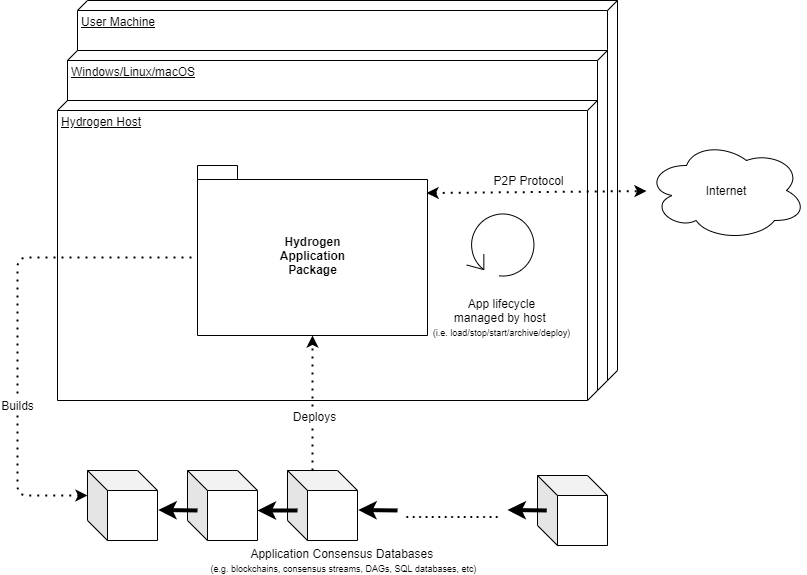 User Machine
Windows/Linux/macOS
Hydrogen Host
P2P Protocol
Internet
Hydrogen
Application
Package
App lifecycle
managed by host
(i.e. load/stop/start/archive/deploy)
Builds
Deploys
Application Consensus Databases
(e.g. blockchains, consensus streams, DAGs, SQL databases, etc)